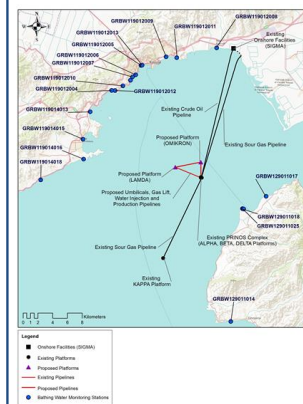 GRBW119012008
GRBW119012009
GRBW119012011
GRBW119012013
GRBW119012005
GRBW119012006
GRBW119012007
GRBW119012010
GRBW119012004
GRBW119012012
Existing
Onshore Facilities
(SIGMA)
Existing Crude Oil
Pipeline
Proposed Platform
(OMIKRON)
Existing Sour Gas Pipeline
GRBW119014013
GRBW119014015
GRBW119014016
GRBW119014018
Proposed Platform
(LAMDA)
Proposed Umbilicals, Gas Lift,
Water Injection and
Production Pipelines
GRBW129011017
GRBW129011018
GRBW129011025
Existing PRINOS Complex
(ALPHA, BETA, DELTA Platforms)
Existing Sour Gas Pipeline
Existing
KAPPA Platform
GRBW129011014
0 1 2 4 6 8
Kilometers
Legend
Onshore Facilities (SIGMA)
Existing Platforms
Proposed Platforms
Existing Pipelines
Proposed Pipelines
Bathing Water Monitoring Stations